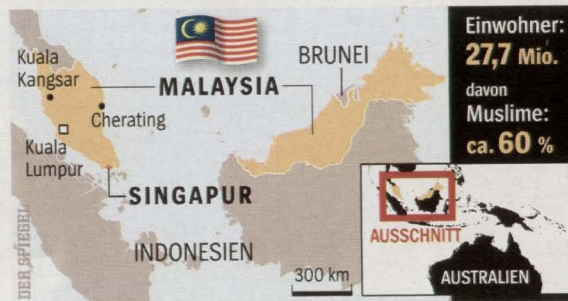 Kuala
Kangsar
MALAYSIA
BRUNEI
Cherating
Kuala
Lumpur
SINGAPUR
INDONESIEN
300 km
DER SPIEGEL
Einwohner:
27,7 Mio.
davon
Muslime:
ca. 60 %
AUSSCHNITT
AUSTRALIEN